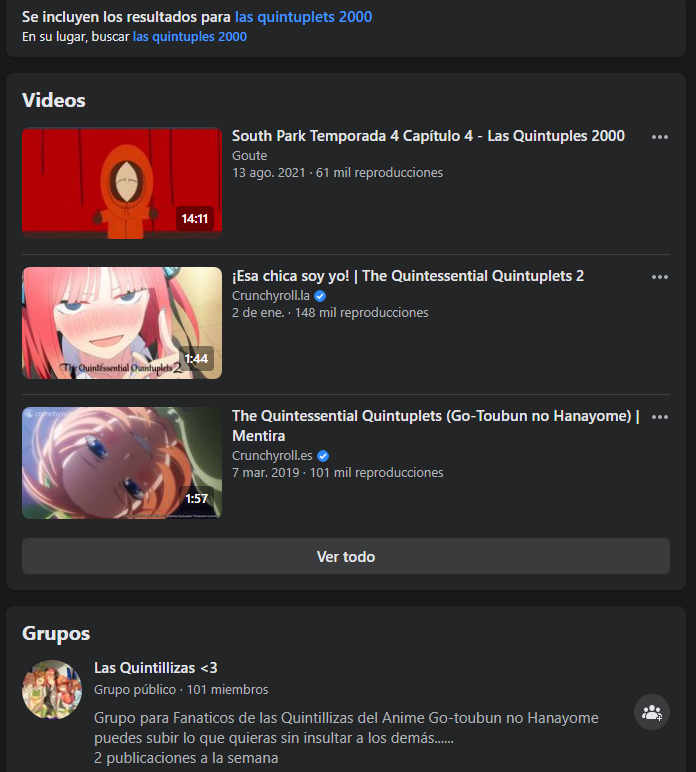 Se incluyen los resultados para las quintuplets 2000
En su lugar, buscar las quintuples 2000
Videos
South Park Temporada 4 Capítulo 4 - Las Quintuples 2000
Goute
13 ago. 2021 · 61 mil reproducciones
14:11
¡Esa chica soy yo! | The Quintessential Quintuplets 2
Crunchyroll.la
2 de ene. · 148 mil reproducciones
The Quintessential Quintuplets 2
1:44
The Quintessential Quintuplets (Go-Toubun no Hanayome) |
Mentira
Crunchyroll.es
7 mar. 2019 · 101 mil reproducciones
1:57
Ver todo
Grupos
Las Quintillizas <3
Grupo público · 101 miembros
Grupo para Fanaticos de las Quintillizas del Anime Go-toubun no Hanayome
puedes subir lo que quieras sin insultar a los demás......
2 publicaciones a la semana